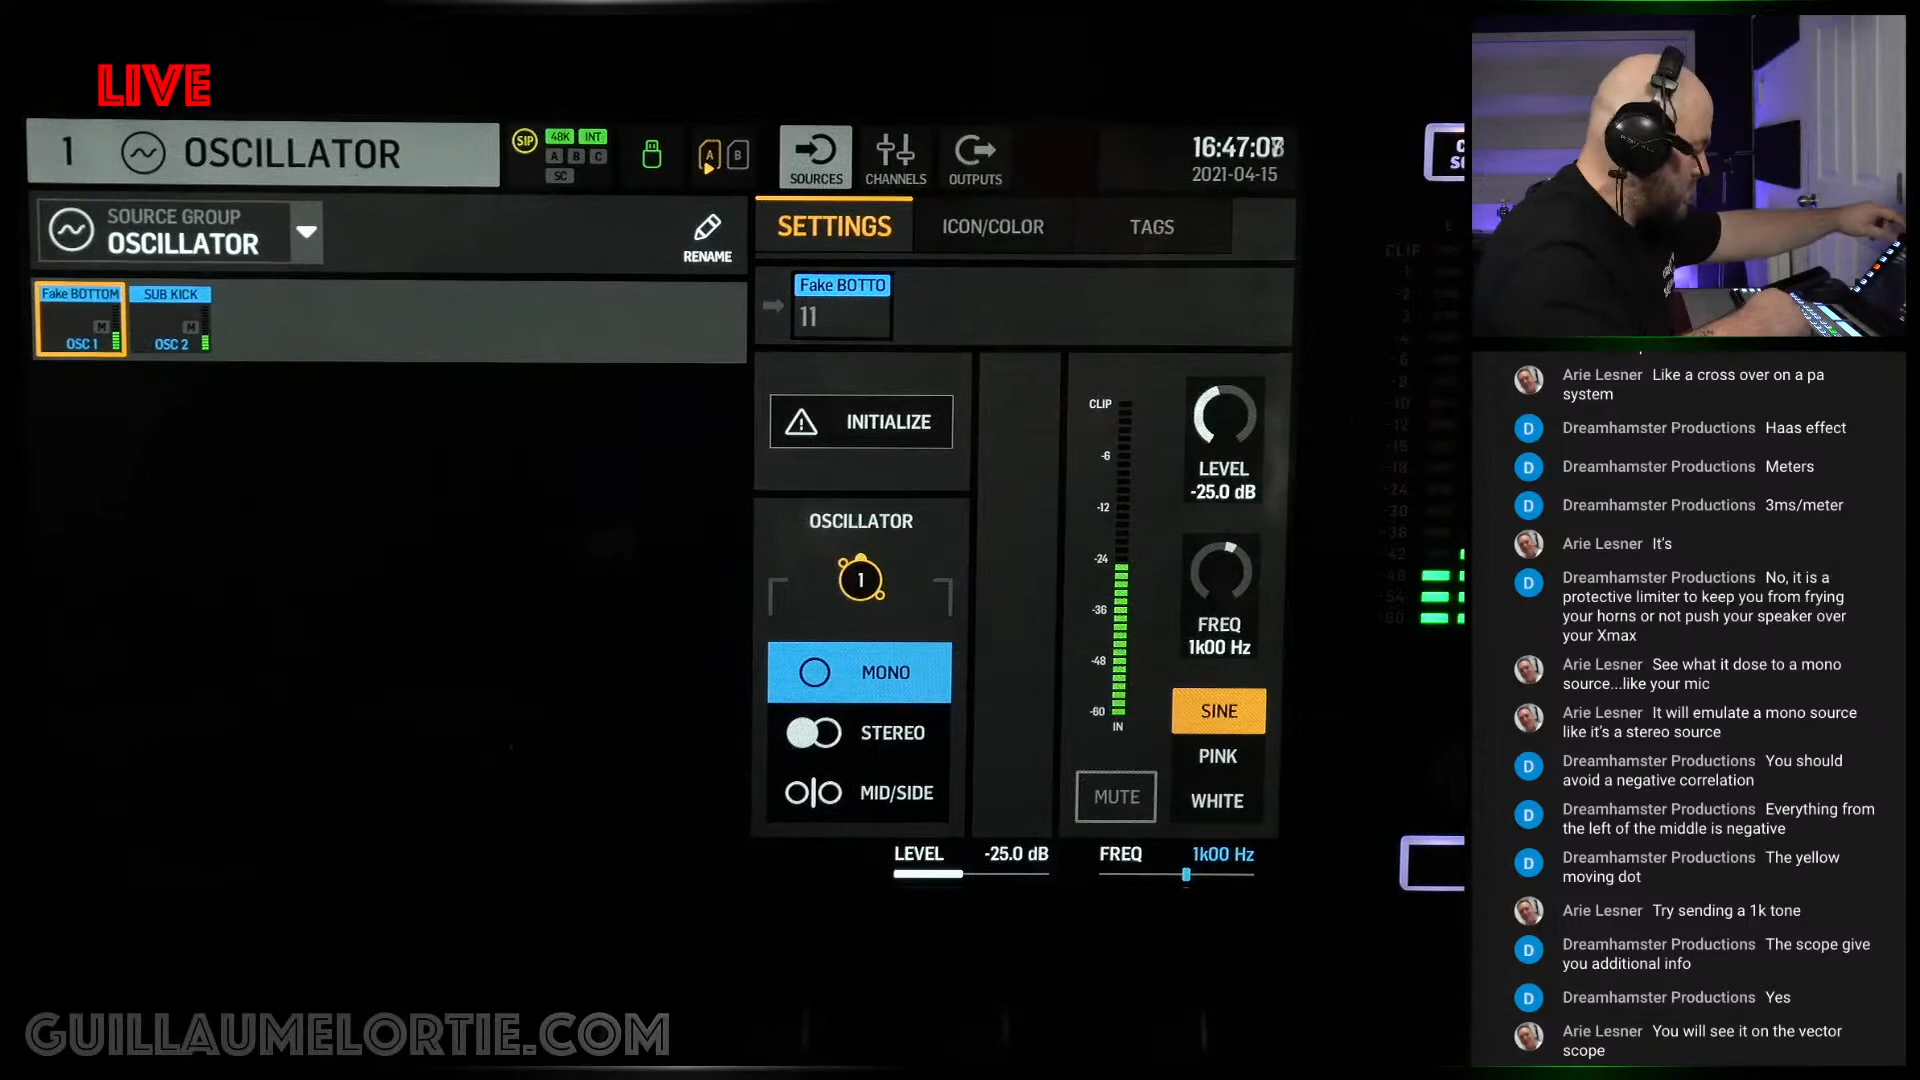 LIVE
1 OSCILLATOR
SIP
48K INT
A B C
SC
A B
SOURCES
CHANNELS
OUTPUTS
16:47:08
2021-04-15
SOURCE GROUP
OSCILLATOR
RENAME
SETTINGS
ICON/COLOR
TAGS
Fake BOTTOM
M
OSC 1
SUB KICK
M
OSC 2
Fake BOTTO
11
INITIALIZE
OSCILLATOR
1
MONO
STEREO
MID/SIDE
CLIP
-6
-12
-24
-36
-48
-60
IN
MUTE
LEVEL
-25.0 dB
FREQ
1k00 Hz
SINE
PINK
WHITE
LEVEL -25.0 dB
FREQ 1k00 Hz
GUILLAUMELORTIE.COM
Arie Lesner Like a cross over on a pa
system
Dreamhamster Productions Haas effect
Dreamhamster Productions Meters
Dreamhamster Productions 3ms/meter
Arie Lesner It's
Dreamhamster Productions No, it is a
protective limiter to keep you from frying
your horns or not push your speaker over
your Xmax
Arie Lesner See what it dose to a mono
source...like your mic
Arie Lesner It will emulate a mono source
like it's a stereo source
Dreamhamster Productions You should
avoid a negative correlation
Dreamhamster Productions Everything from
the left of the middle is negative
Dreamhamster Productions The yellow
moving dot
Arie Lesner Try sending a 1k tone
Dreamhamster Productions The scope give
you additional info
Dreamhamster Productions Yes
Arie Lesner You will see it on the vector
scope